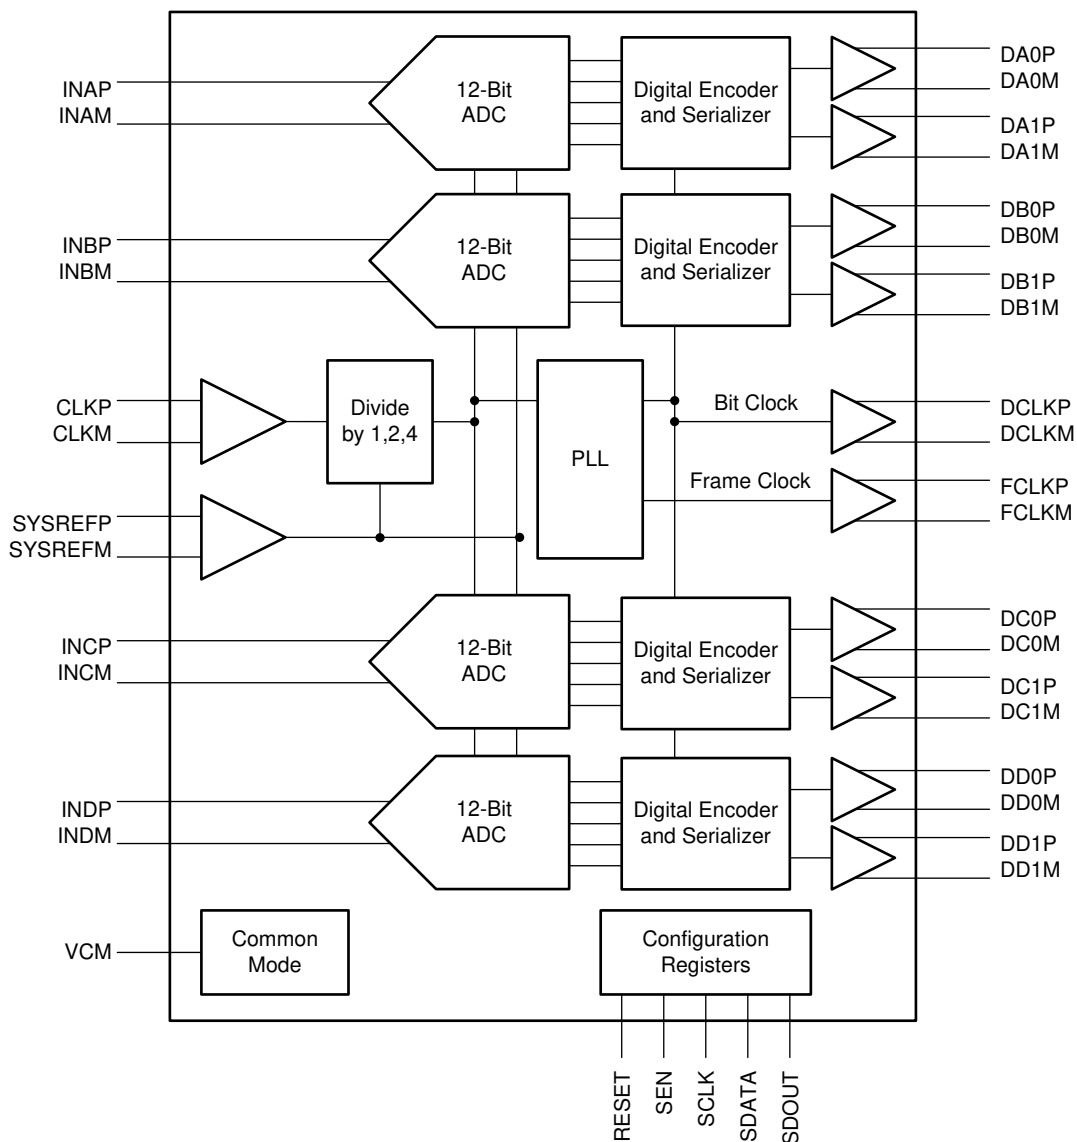 INAP
INAM
12-Bit
ADC
Digital Encoder
and Serializer
DA0P
DA0M
DA1P
DA1M
INBP
INBM
12-Bit
ADC
Digital Encoder
and Serializer
DB0P
DB0M
DB1P
DB1M
CLKP
CLKM
Divide
by 1,2,4
PLL
Bit Clock
DCLKP
DCLKM
Frame Clock
FCLKP
FCLKM
SYSREFP
SYSREFM
INCP
INCM
12-Bit
ADC
Digital Encoder
and Serializer
DC0P
DC0M
DC1P
DC1M
INDP
INDM
12-Bit
ADC
Digital Encoder
and Serializer
DD0P
DD0M
DD1P
DD1M
VCM
Common
Mode
Configuration
Registers
RESET
SEN
SCLK
SDATA
SDOUT